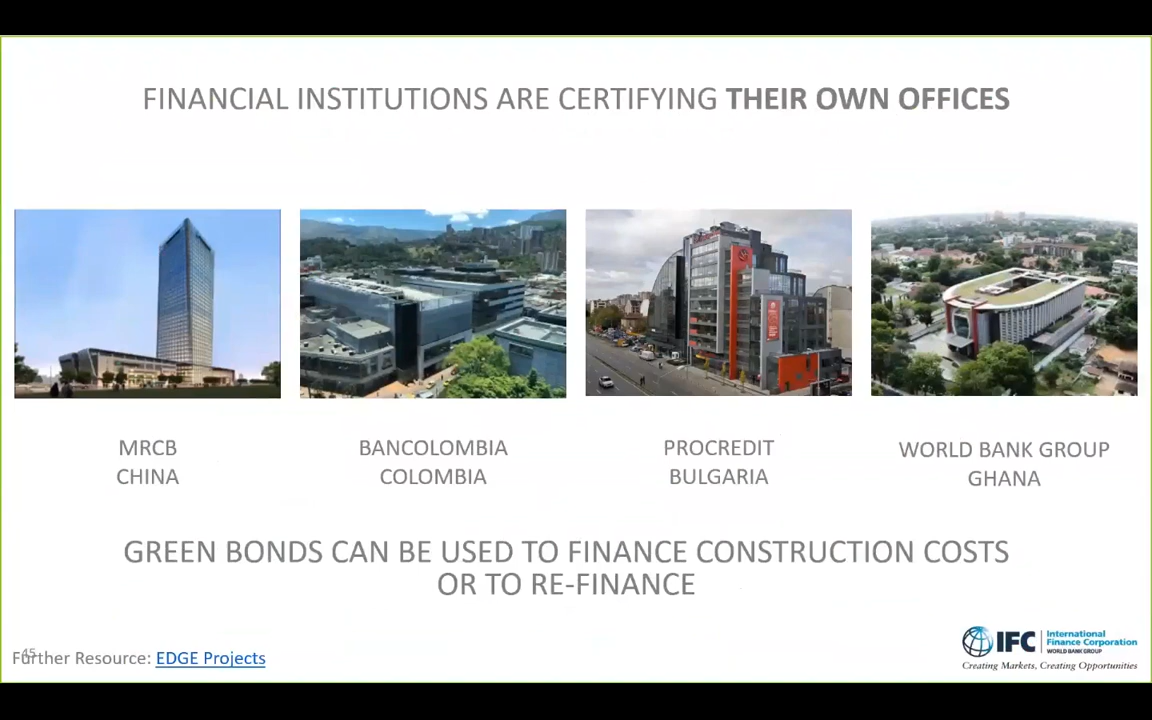 FINANCIAL INSTITUTIONS ARE CERTIFYING THEIR OWN OFFICES
MRCB
CHINA
BANCOLOMBIA
COLOMBIA
PROCREDIT
BULGARIA
WORLD BANK GROUP
GHANA
GREEN BONDS CAN BE USED TO FINANCE CONSTRUCTION COSTS
OR TO RE-FINANCE
45
Further Resource: EDGE Projects
IFC
International
Finance Corporation
WORLD BANK GROUP
Creating Markets, Creating Opportunities